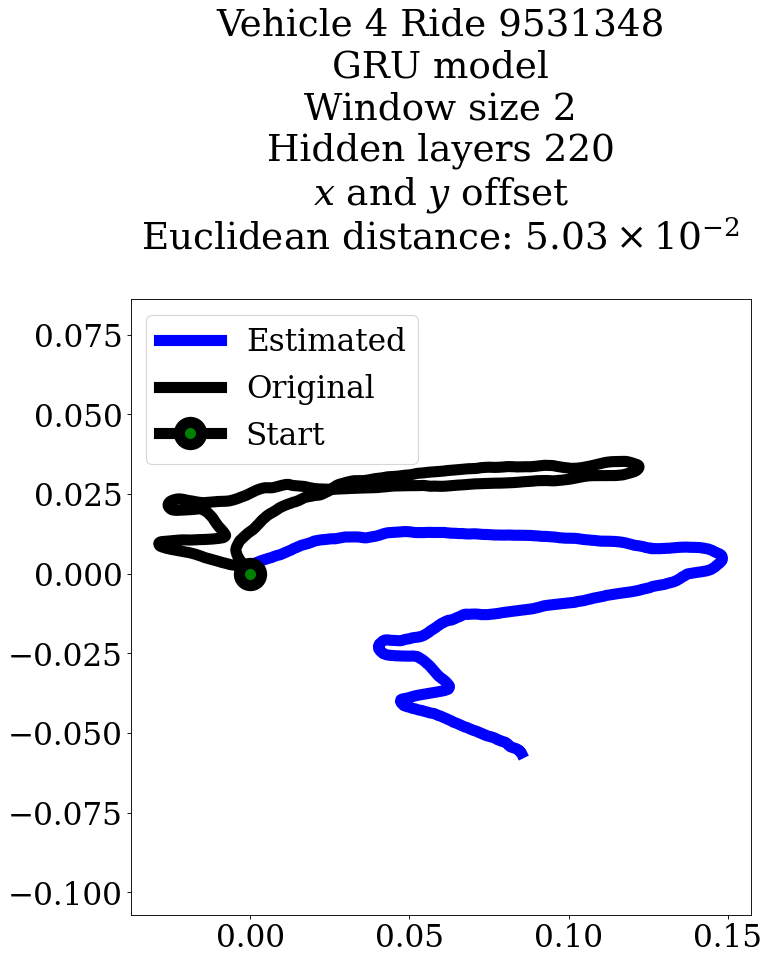 Vehicle 4 Ride 9531348
GRU model
Window size 2
Hidden layers 220
x and y offset
Euclidean distance: 5.03 × 10⁻²
Estimated
Original
Start
0.075
0.050
0.025
0.000
−0.025
−0.050
−0.075
−0.100
0.00 0.05 0.10 0.15